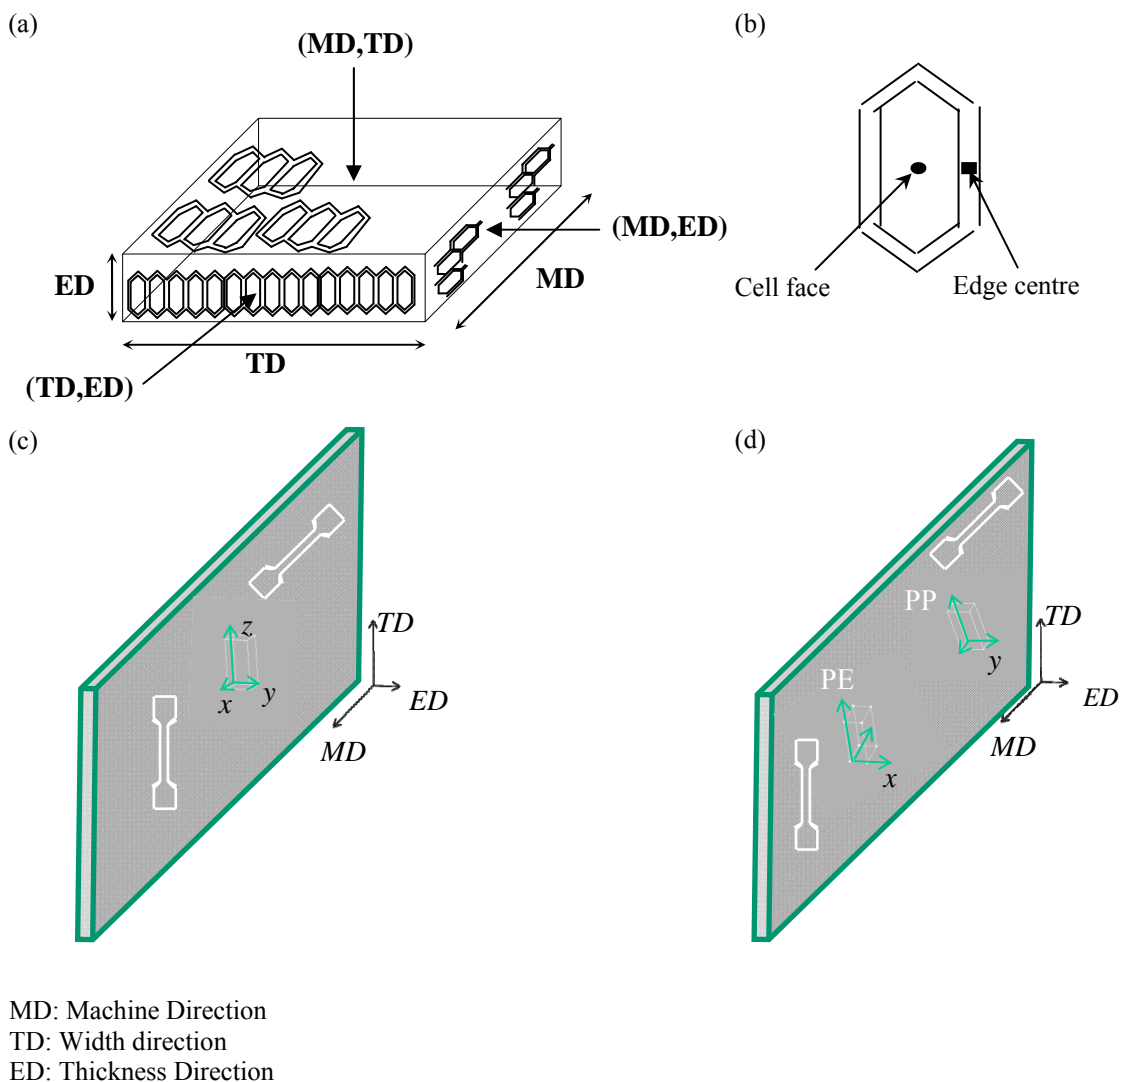 (a)
(MD,TD)
(MD,ED)
ED
MD
TD
(TD,ED)
(b)
Cell face
Edge centre
(c)
z
x
y
TD
ED
MD
(d)
PP
y
PE
x
TD
ED
MD
MD: Machine Direction
TD: Width direction
ED: Thickness Direction